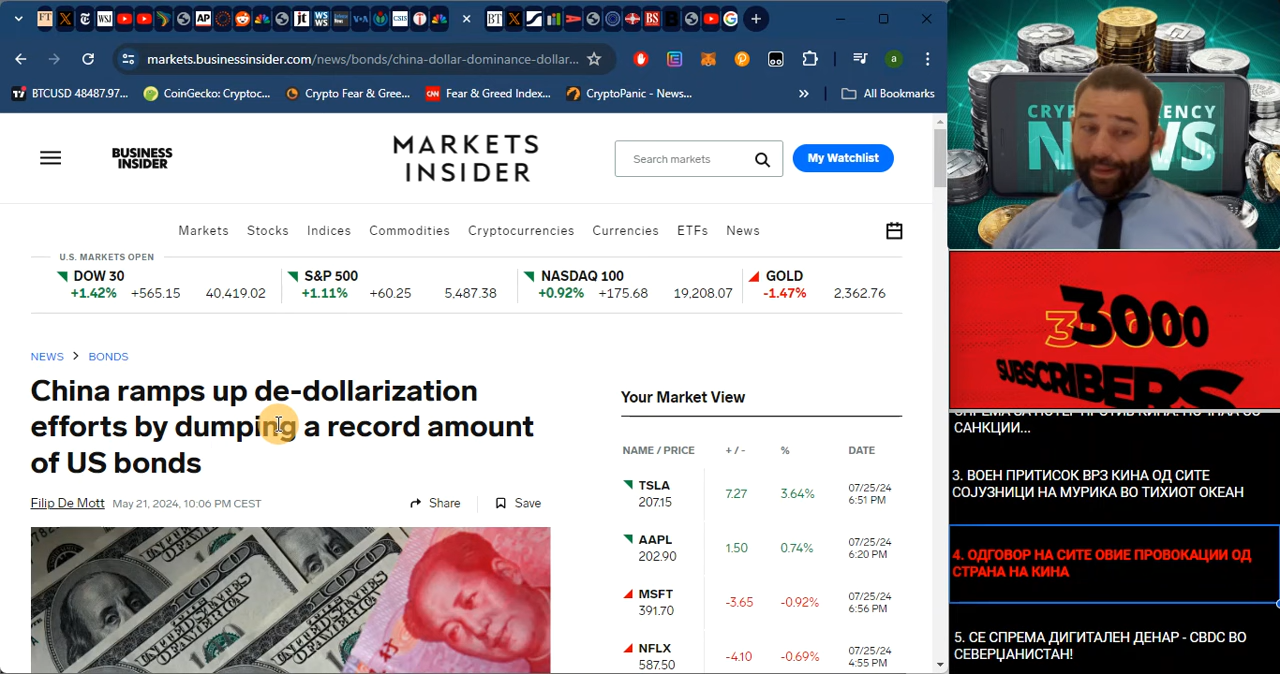 markets.businessinsider.com/news/bonds/china-dollar-dominance-dollar...
BTCUSD 48487.97...
CoinGecko: Cryptoc...
Crypto Fear & Gree...
Fear & Greed Index...
CryptoPanic - News...
All Bookmarks
BUSINESS
INSIDER
MARKETS
INSIDER
Search markets
My Watchlist
Markets Stocks Indices Commodities Cryptocurrencies Currencies ETFs News
U.S. MARKETS OPEN
DOW 30
+1.42% +565.15 40,419.02
S&P 500
+1.11% +60.25 5,487.38
NASDAQ 100
+0.92% +175.68 19,208.07
GOLD
-1.47% 2,362.76
NEWS > BONDS
China ramps up de-dollarization
efforts by dumping a record amount
of US bonds
Filip De Mott May 21, 2024, 10:06 PM CEST
Share
Save
Your Market View
NAME / PRICE + / - % DATE
TSLA
207.15 7.27 3.64% 07/25/24
6:51 PM
AAPL
202.90 1.50 0.74% 07/25/24
6:20 PM
MSFT
391.70 -3.65 -0.92% 07/25/24
6:56 PM
NFLX
587.50 -4.10 -0.69% 07/25/24
4:55 PM
NEWS
3000
SUBSCRIBERS
САНКЦИИ...
3. ВОЕН ПРИТИСОК ВРЗ КИНА ОД СИТЕ
СОЈУЗНИЦИ НА МУРИКА ВО ТИХИОТ ОКЕАН
4. ОДГОВОР НА СИТЕ ОВИЕ ПРОВОКАЦИИ ОД
СТРАНА НА КИНА
5. СЕ СПРЕМА ДИГИТАЛЕН ДЕНАР - CBDC ВО
СЕВЕРЏАНИСТАН!